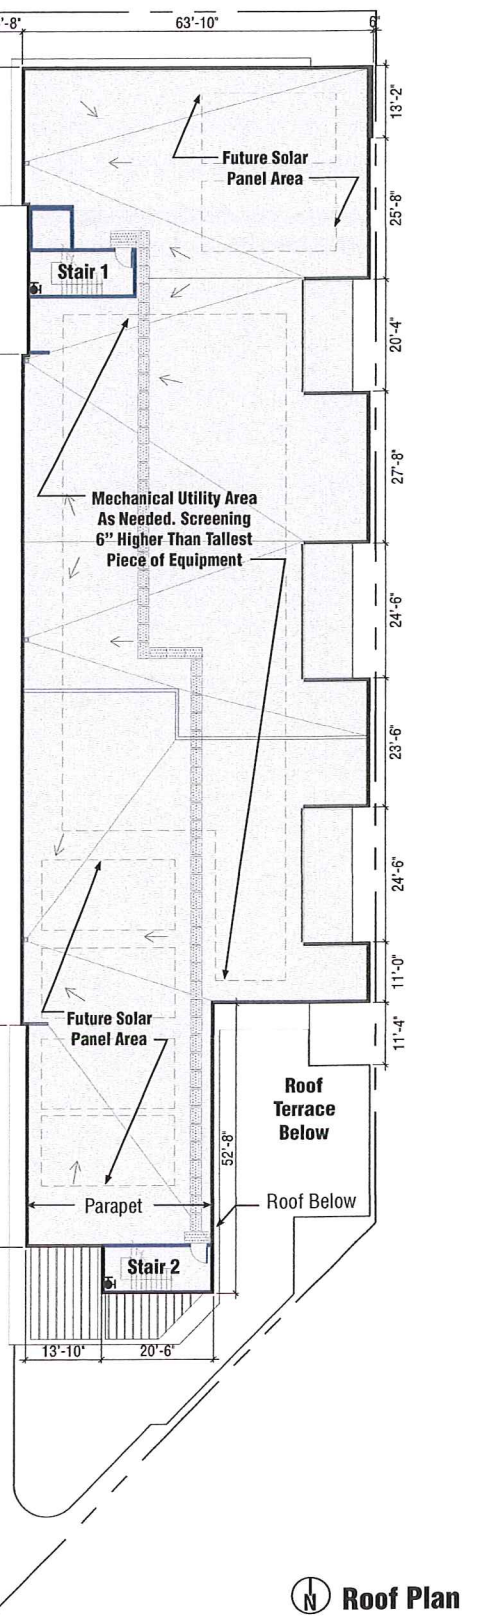 '-8"
63'-10"
6'
13'-2"
Future Solar
Panel Area
25'-8"
Stair 1
20'-4"
27'-8"
Mechanical Utility Area
As Needed. Screening
6” Higher Than Tallest
Piece of Equipment
24'-6"
23'-6"
24'-6"
11'-0"
Future Solar
Panel Area
11'-4"
Roof
Terrace
Below
52'-8"
Parapet
Roof Below
Stair 2
13'-10"
20'-6"
N
Roof Plan